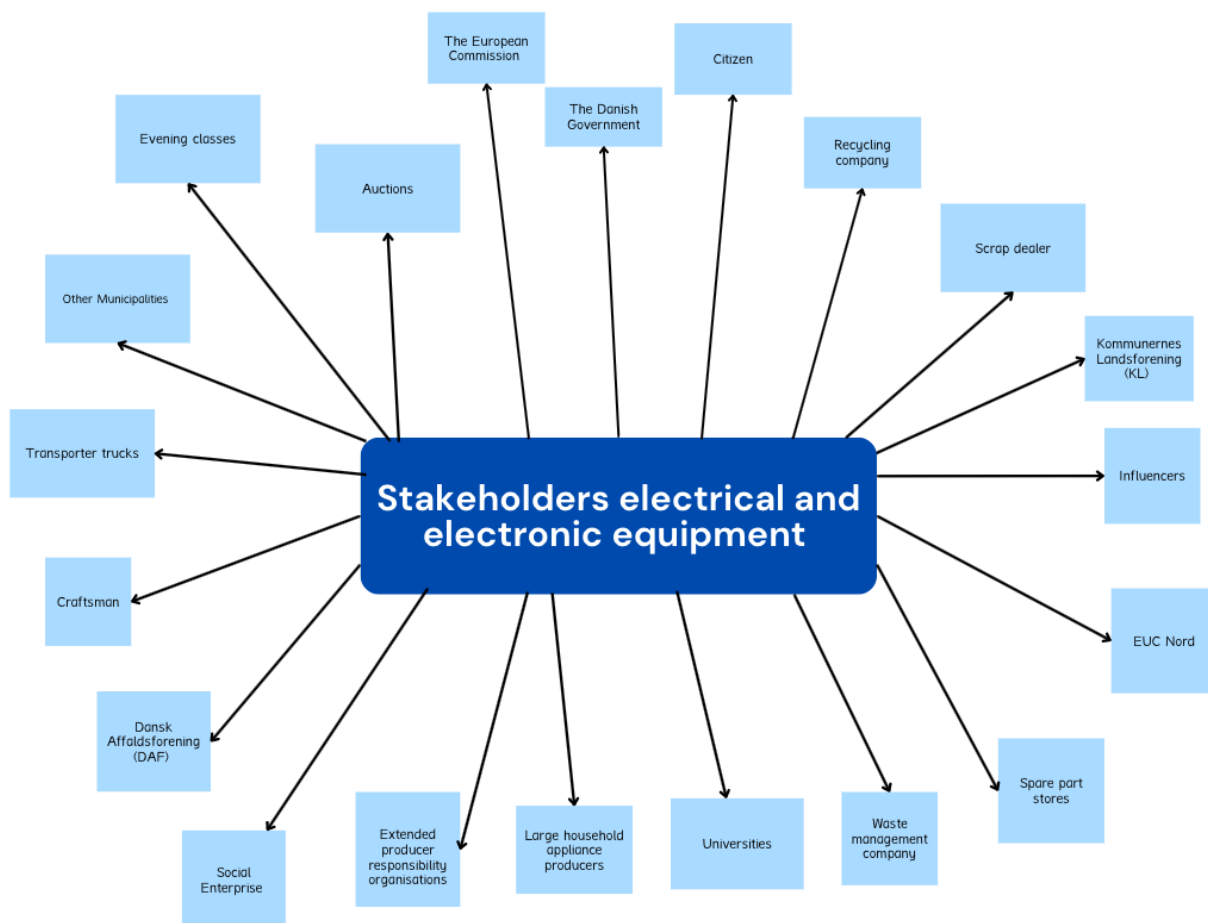 The European
Commission
Citizen
The Danish
Government
Evening classes
Recycling
company
Auctions
Scrap dealer
Other Municipalities
Kommunernes
Landsforening
(KL)
Transporter trucks
Influencers
Stakeholders electrical and
electronic equipment
Craftsman
EUC Nord
Dansk
Affaldsforening
(DAF)
Spare part
stores
Social
Enterprise
Extended
producer
responsibility
organisations
Large household
appliance
producers
Universities
Waste
management
company